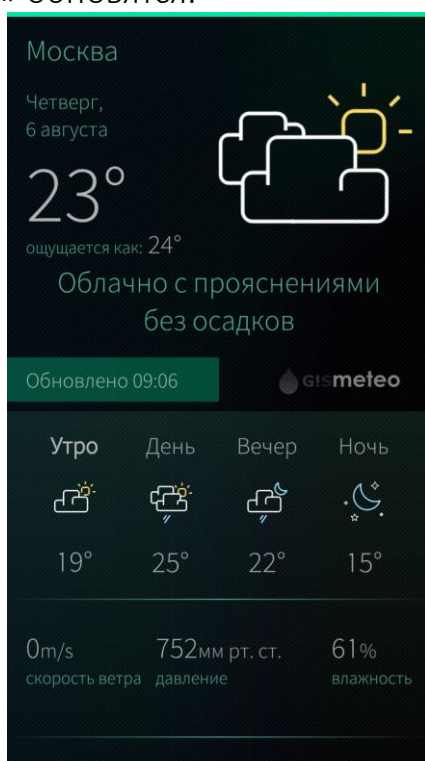 Москва
Четверг,
6 августа
23°
ощущается как: 24°
Облачно с прояснениями
без осадков
Обновлено 09:06
GISmeteo
Утро День Вечер Ночь
19° 25° 22° 15°
0m/s 752мм рт. ст. 61%
скорость ветра давление влажность